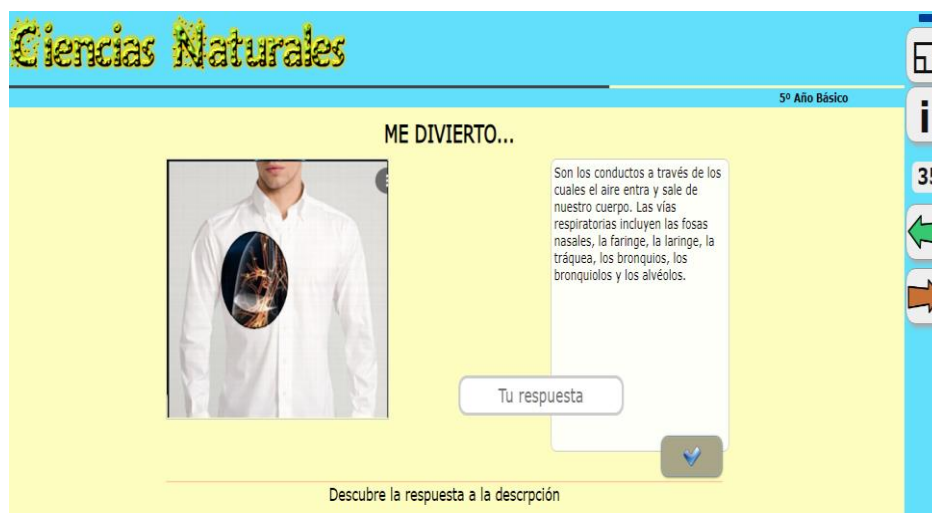 Ciencias Naturales
5º Año Básico
ME DIVIERTO...
Son los conductos a través de los
cuales el aire entra y sale de
nuestro cuerpo. Las vías
respiratorias incluyen las fosas
nasales, la faringe, la laringe, la
tráquea, los bronquios, los
bronquiolos y los alvéolos.
Tu respuesta
Descubre la respuesta a la descrpción
i